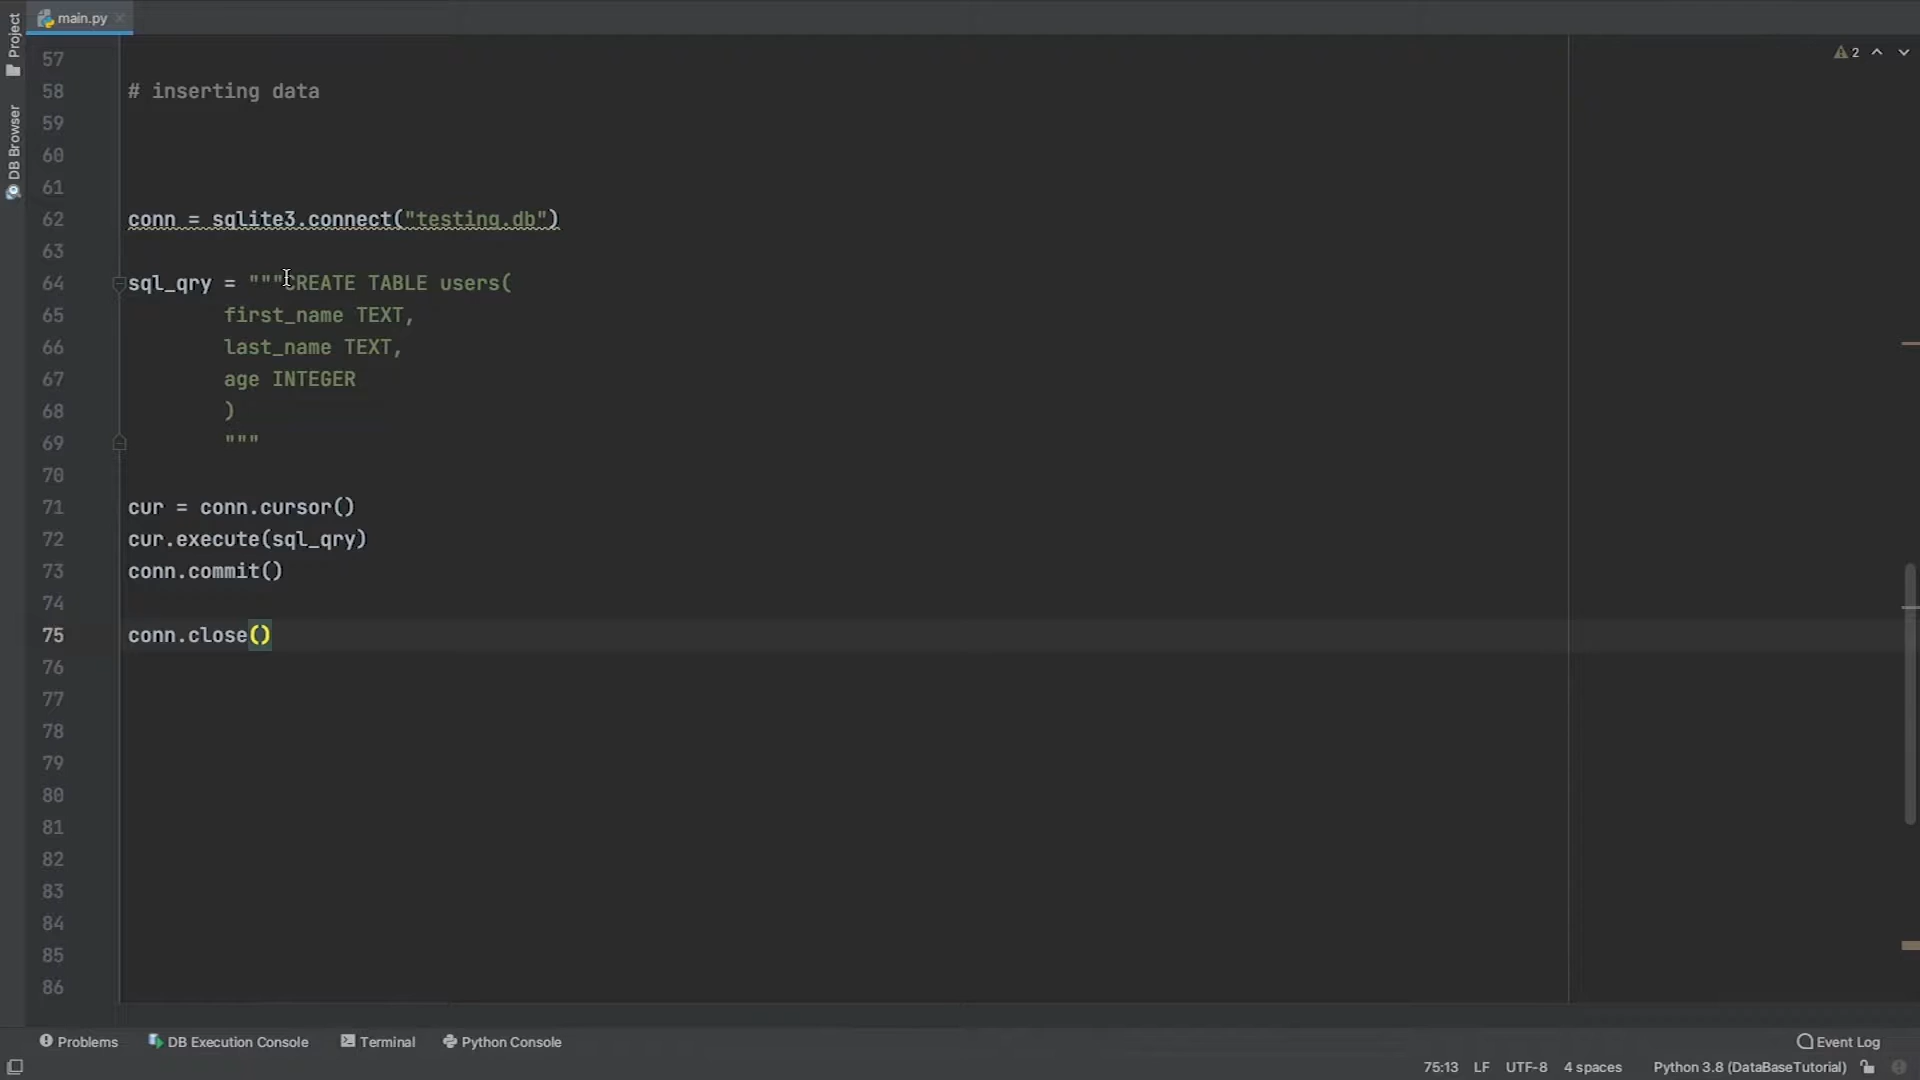 main.py
Project
DB Browser
2
57
58 # inserting data
59
60
61
62 conn = sqlite3.connect("testing.db")
63
64 sql_qry = """CREATE TABLE users(
65 first_name TEXT,
66 last_name TEXT,
67 age INTEGER
68 )
69 """
70
71 cur = conn.cursor()
72 cur.execute(sql_qry)
73 conn.commit()
74
75 conn.close()
76
77
78
79
80
81
82
83
84
85
86
Problems DB Execution Console Terminal Python Console Event Log
75:13 LF UTF-8 4 spaces Python 3.8 (DataBaseTutorial)